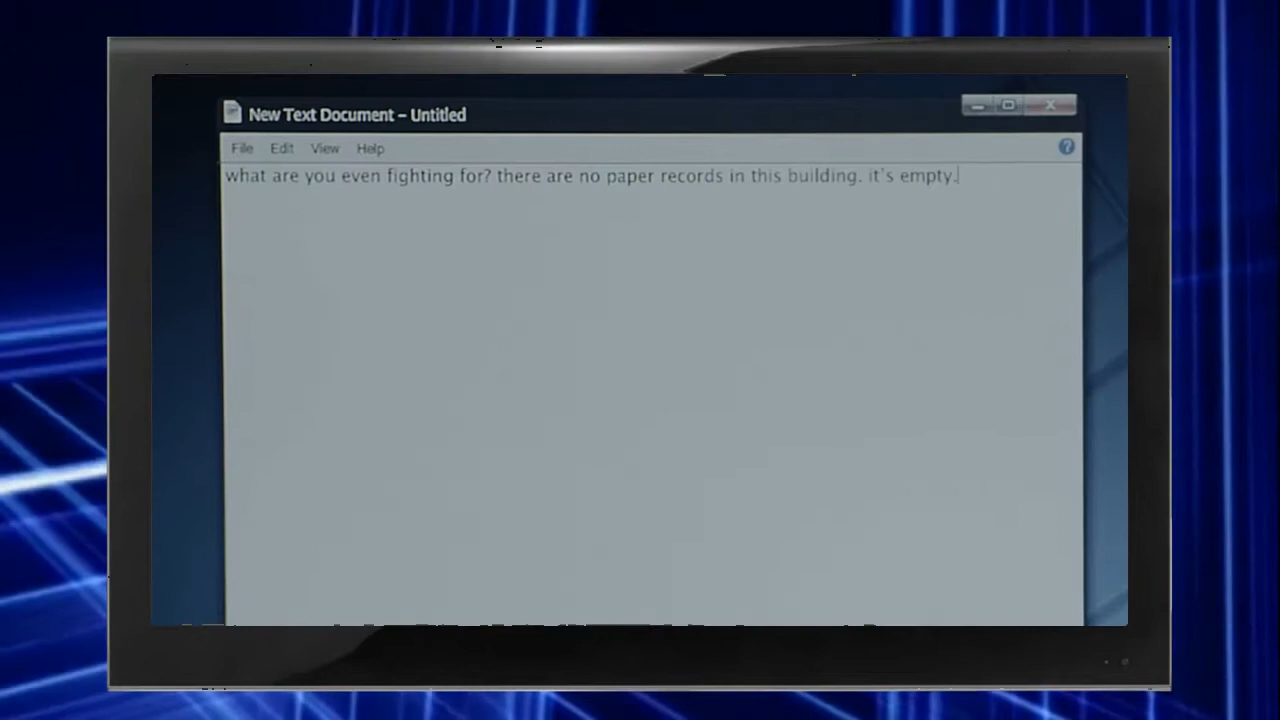 New Text Document – Untitled
File Edit View Help
what are you even fighting for? there are no paper records in this building. it's empty.